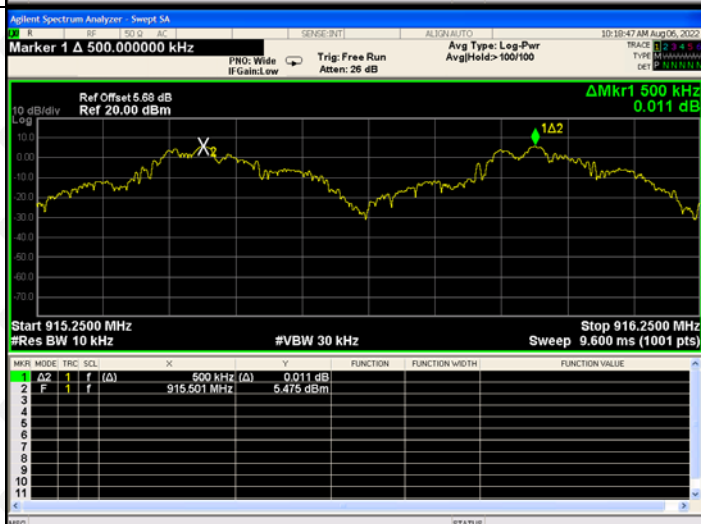 Agilent Spectrum Analyzer - Swept SA
R RF 50 Ω AC SENSE:INT ALIGN AUTO 10:18:47 AM Aug 06, 2022
Marker 1 Δ 500.000000 kHz
PNO: Wide
IFGain:Low
Trig: Free Run
Atten: 26 dB
Avg Type: Log-Pwr
Avg|Hold:>100/100
TRACE 1 2 3 4 5 6
TYPE M
DET P N N N N N
ΔMkr1 500 kHz
0.011 dB
Ref Offset 5.68 dB
10 dB/div Ref 20.00 dBm
Log
10.0
0.00
-10.0
-20.0
-30.0
-40.0
-50.0
-60.0
-70.0
X2
1Δ2
Start 915.2500 MHz Stop 916.2500 MHz
#Res BW 10 kHz #VBW 30 kHz Sweep 9.600 ms (1001 pts)
MKR MODE TRC SCL X Y FUNCTION FUNCTION WIDTH FUNCTION VALUE
1 Δ2 1 f (Δ) 500 kHz (Δ) 0.011 dB
2 F 1 f 915.501 MHz 5.475 dBm
3
4
5
6
7
8
9
10
11
MSG STATUS